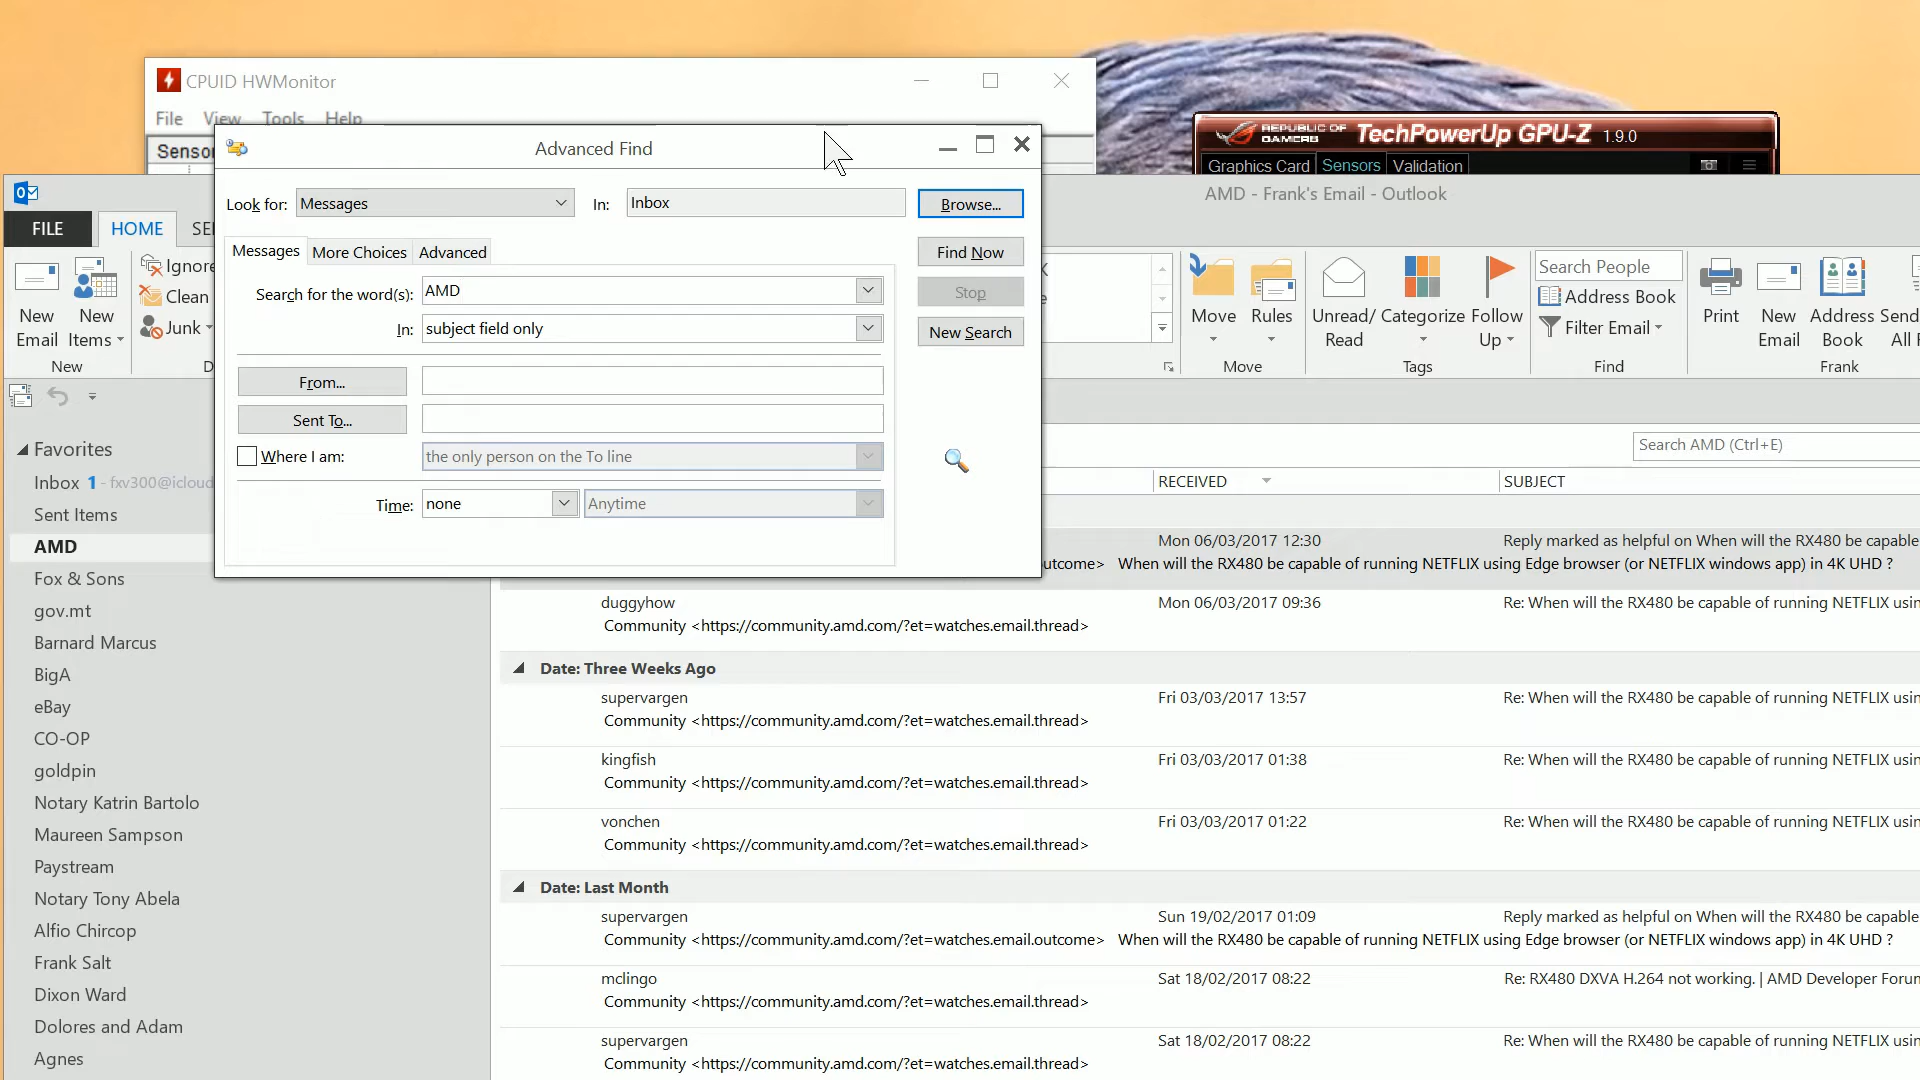 CPUID HWMonitor
File View Tools Help
Sensor
REPUBLIC OF GAMERS TechPowerUp GPU-Z 1.9.0
Graphics Card Sensors Validation
Advanced Find
Look for: Messages In: Inbox Browse...
Messages More Choices Advanced Find Now
Search for the word(s): AMD Stop
In: subject field only New Search
From...
Sent To...
Where I am: the only person on the To line
Time: none Anytime
AMD - Frank's Email - Outlook
FILE HOME SE
New Email New Items Ignore Clean Junk
New
Move Rules Unread/ Read Categorize Follow Up
Move Tags
Search People
Address Book
Filter Email
Find
Print New Email Address Book Send All F
Frank
Search AMD (Ctrl+E)
RECEIVED SUBJECT
Favorites
Inbox 1 - fxv300@icloud
Sent Items
AMD
Fox & Sons
gov.mt
Barnard Marcus
BigA
eBay
CO-OP
goldpin
Notary Katrin Bartolo
Maureen Sampson
Paystream
Notary Tony Abela
Alfio Chircop
Frank Salt
Dixon Ward
Dolores and Adam
Agnes
Mon 06/03/2017 12:30 Reply marked as helpful on When will the RX480 be capable
utcome> When will the RX480 be capable of running NETFLIX using Edge browser (or NETFLIX windows app) in 4K UHD ?
duggyhow Mon 06/03/2017 09:36 Re: When will the RX480 be capable of running NETFLIX usin
Community <https://community.amd.com/?et=watches.email.thread>
Date: Three Weeks Ago
supervargen Fri 03/03/2017 13:57 Re: When will the RX480 be capable of running NETFLIX usin
Community <https://community.amd.com/?et=watches.email.thread>
kingfish Fri 03/03/2017 01:38 Re: When will the RX480 be capable of running NETFLIX usin
Community <https://community.amd.com/?et=watches.email.thread>
vonchen Fri 03/03/2017 01:22 Re: When will the RX480 be capable of running NETFLIX usin
Community <https://community.amd.com/?et=watches.email.thread>
Date: Last Month
supervargen Sun 19/02/2017 01:09 Reply marked as helpful on When will the RX480 be capable
Community <https://community.amd.com/?et=watches.email.outcome> When will the RX480 be capable of running NETFLIX using Edge browser (or NETFLIX windows app) in 4K UHD ?
mclingo Sat 18/02/2017 08:22 Re: RX480 DXVA H.264 not working. | AMD Developer Forun
Community <https://community.amd.com/?et=watches.email.thread>
supervargen Sat 18/02/2017 08:22 Re: When will the RX480 be capable of running NETFLIX usin
Community <https://community.amd.com/?et=watches.email.thread>